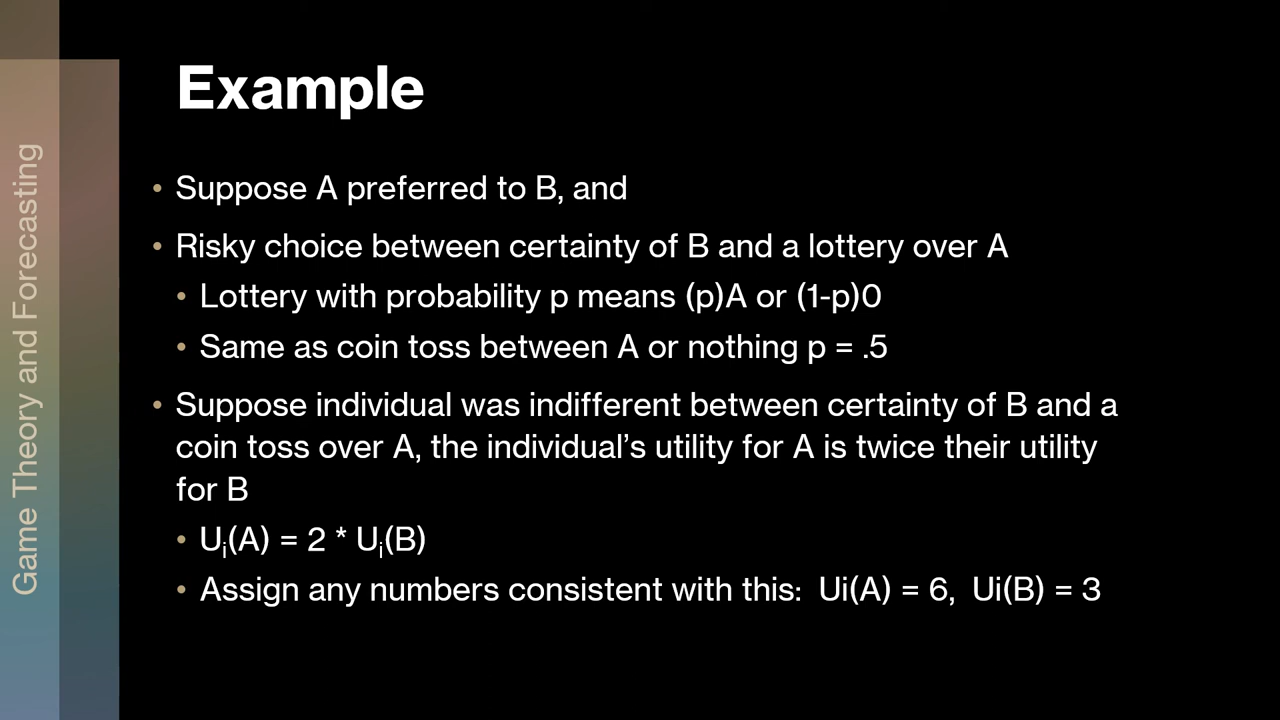 Game Theory and Forecasting
Example
• Suppose A preferred to B, and
• Risky choice between certainty of B and a lottery over A
• Lottery with probability p means (p)A or (1-p)0
• Same as coin toss between A or nothing p = .5
• Suppose individual was indifferent between certainty of B and a
coin toss over A, the individual’s utility for A is twice their utility
for B
• Ui(A) = 2 * Ui(B)
• Assign any numbers consistent with this: Ui(A) = 6, Ui(B) = 3